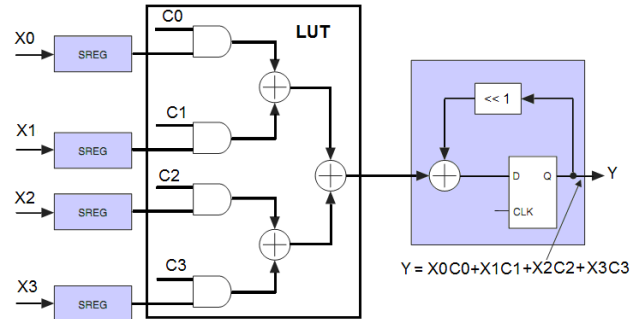 C0
LUT
X0
SREG
<< 1
X1
SREG
C1
X2
SREG
C2
D
Q
Y
CLK
C3
X3
SREG
Y = X0C0+X1C1+X2C2+X3C3